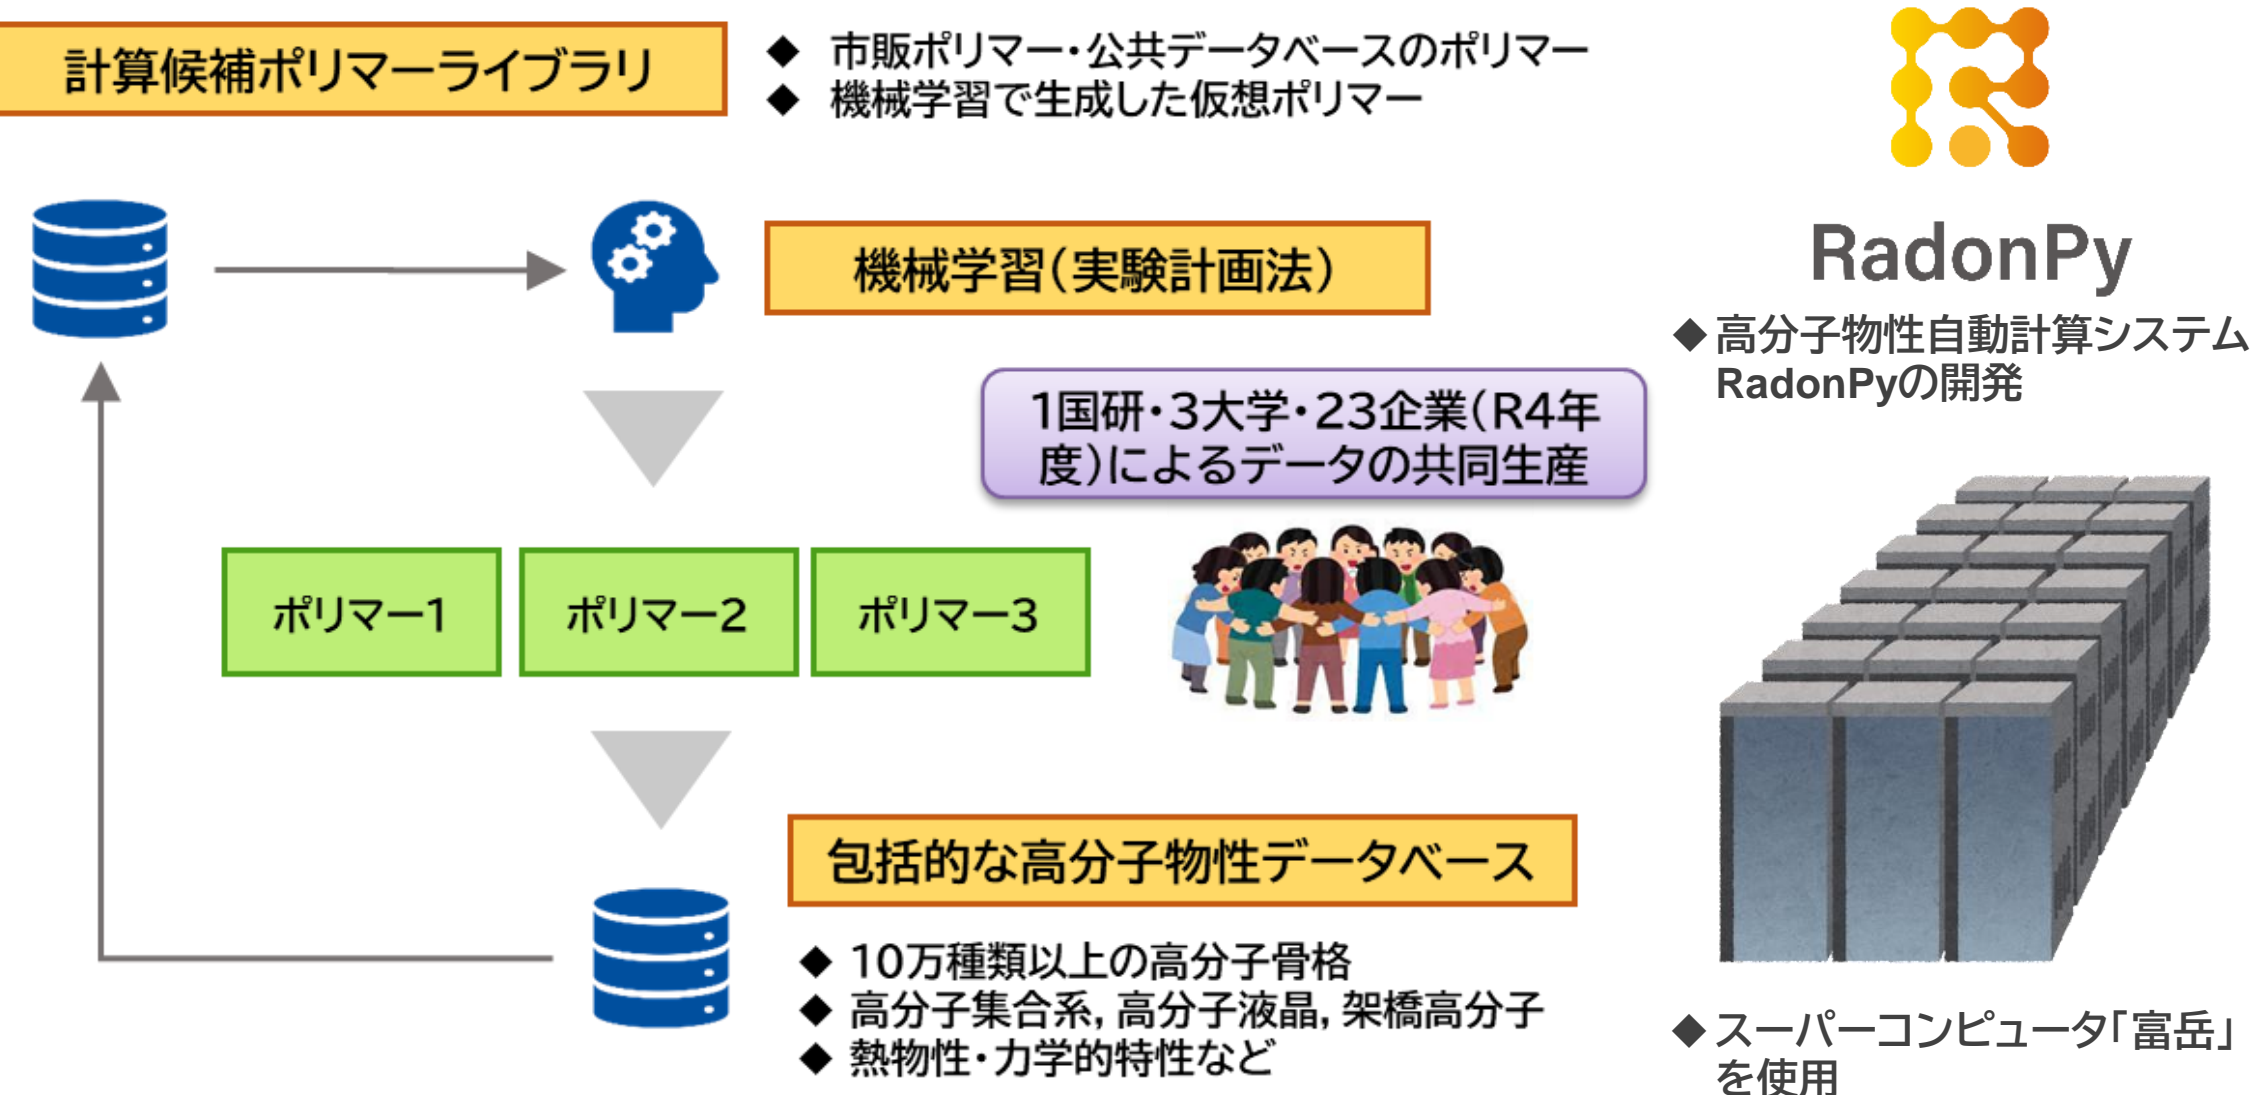 計算候補ポリマーライブラリ
◆ 市販ポリマー・公共データベースのポリマー
◆ 機械学習で生成した仮想ポリマー
機械学習(実験計画法)
1国研・3大学・23企業(R4年
度)によるデータの共同生産
ポリマー1
ポリマー2
ポリマー3
包括的な高分子物性データベース
◆ 10万種類以上の高分子骨格
◆ 高分子集合系, 高分子液晶, 架橋高分子
◆ 熱物性・力学的特性など
RadonPy
◆ 高分子物性自動計算システム
RadonPyの開発
◆ スーパーコンピュータ「富岳」
を使用